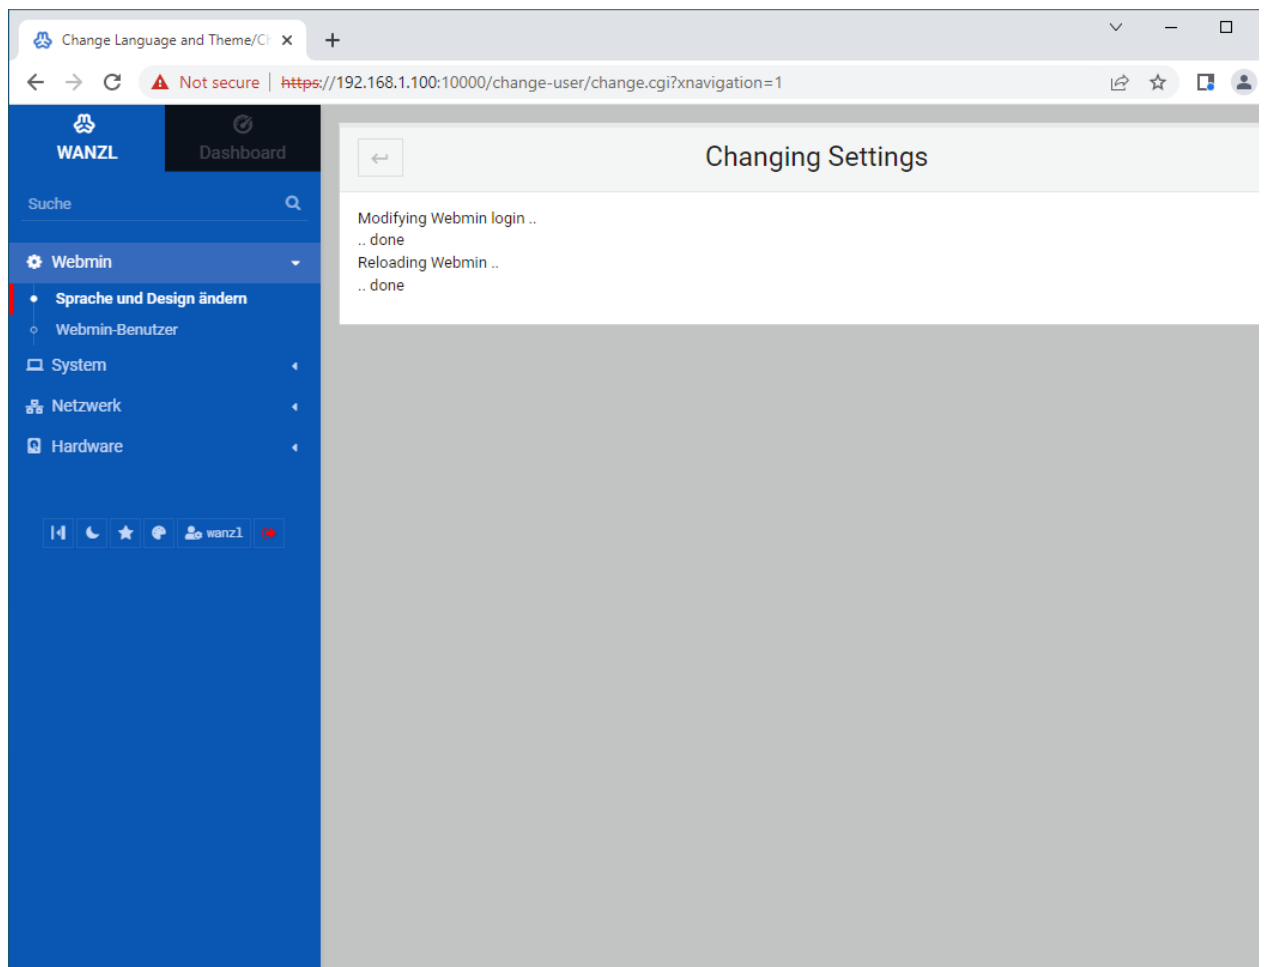 Change Language and Theme/Ch
Not secure | https://192.168.1.100:10000/change-user/change.cgi?xnavigation=1
WANZL
Dashboard
Suche
Webmin
Sprache und Design ändern
Webmin-Benutzer
System
Netzwerk
Hardware
wanzl
Changing Settings
Modifying Webmin login ..
.. done
Reloading Webmin ..
.. done